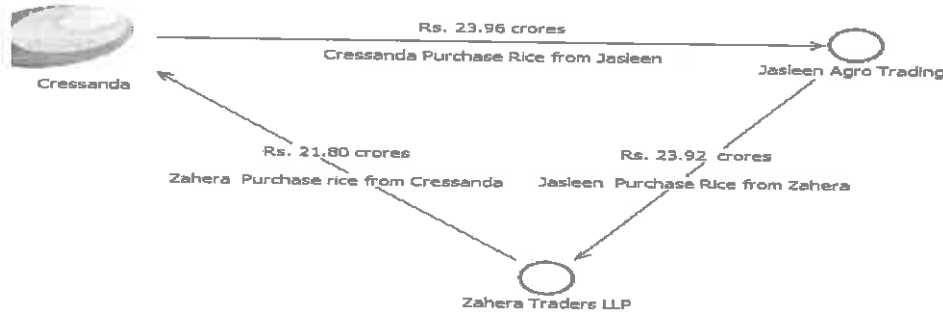 Rs. 23.96 crores
Cressanda Purchase Rice from Jasleen
Cressanda
Jasleen Agro Trading
Rs. 21.80 crores
Rs. 23.92 crores
Zahera Purchase rice from Cressanda
Jasleen Purchase Rice from Zahera
Zahera Traders LLP